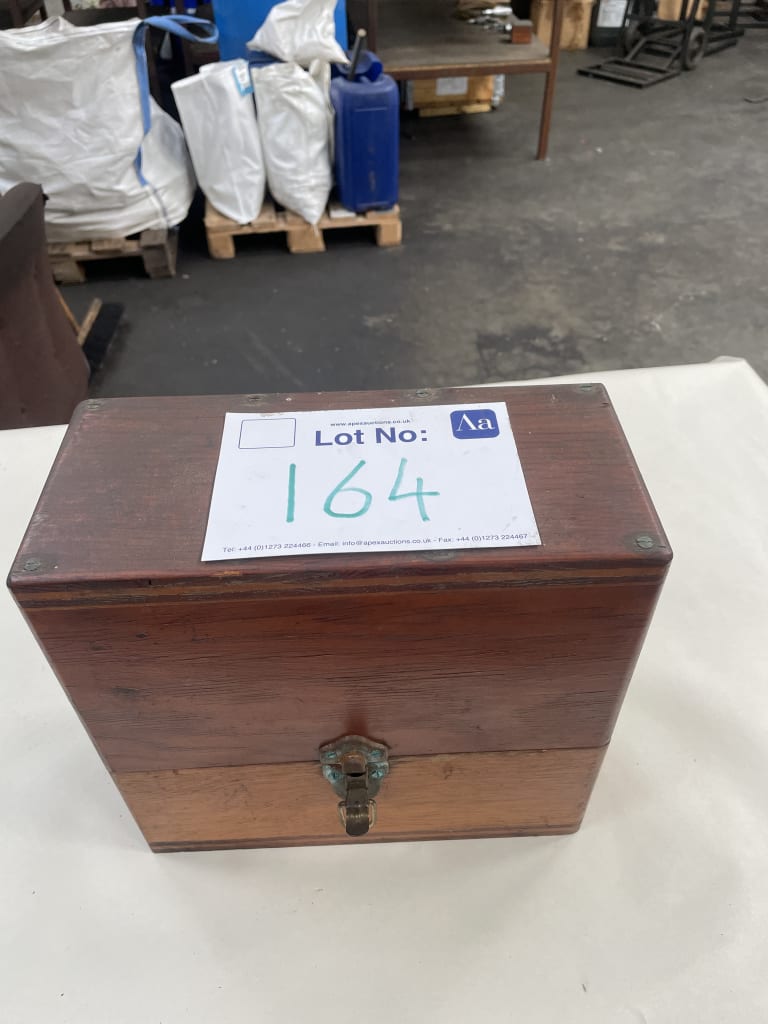 www.apexauctions.co.uk
Lot No:
Aa
164
Tel: +44 (0)1273 224466 - Email: info@apexauctions.co.uk - Fax: +44 (0)1273 224467